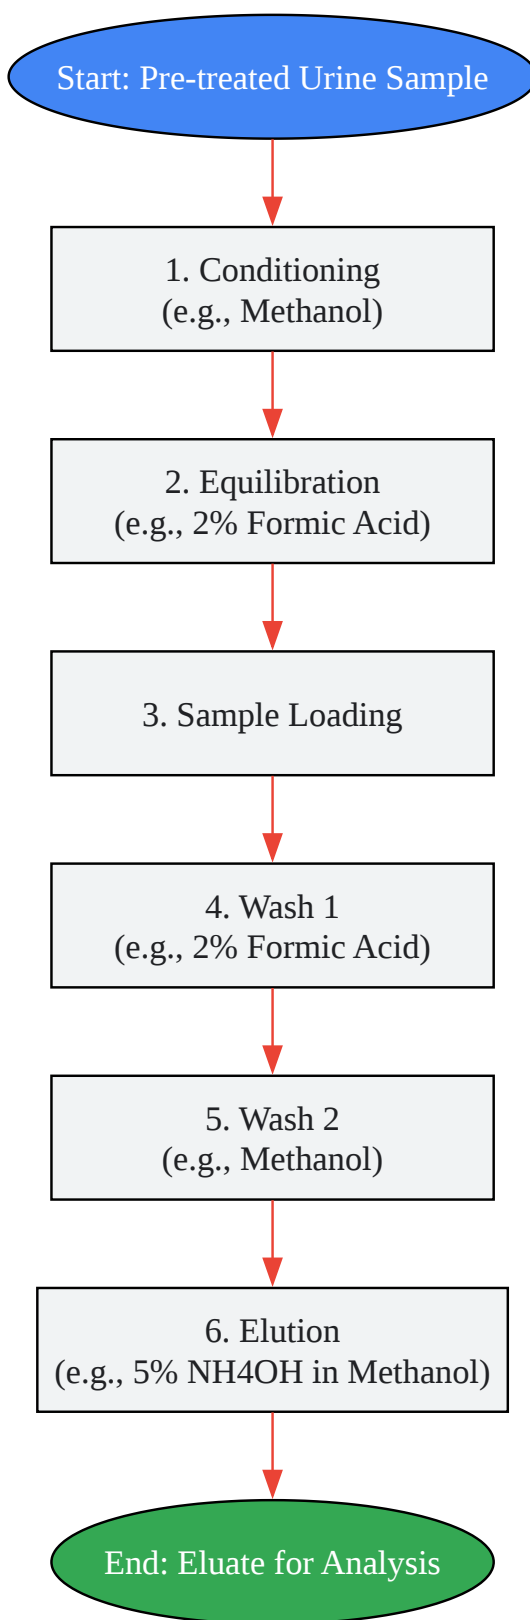 Start: Pre-treated Urine Sample
1. Conditioning
(e.g., Methanol)
2. Equilibration
(e.g., 2% Formic Acid)
3. Sample Loading
4. Wash 1
(e.g., 2% Formic Acid)
5. Wash 2
(e.g., Methanol)
6. Elution
(e.g., 5% NH4OH in Methanol)
End: Eluate for Analysis